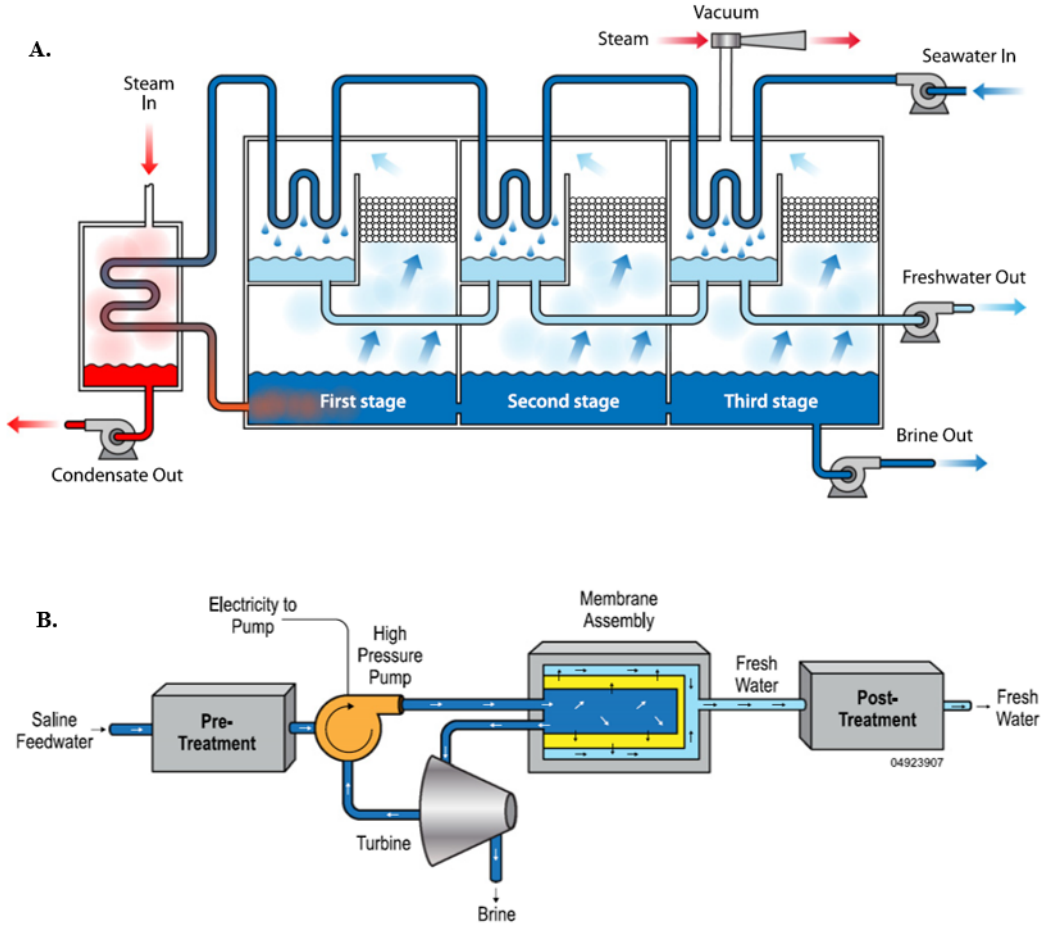 A.
Vacuum
Steam
Seawater In
Steam
In
Freshwater Out
First stage
Second stage
Third stage
Brine Out
Condensate Out
B.
Electricity to
Pump
High
Pressure
Pump
Membrane
Assembly
Fresh
Water
Saline
Feedwater
Pre-
Treatment
Post-
Treatment
Fresh
Water
04923907
Turbine
Brine